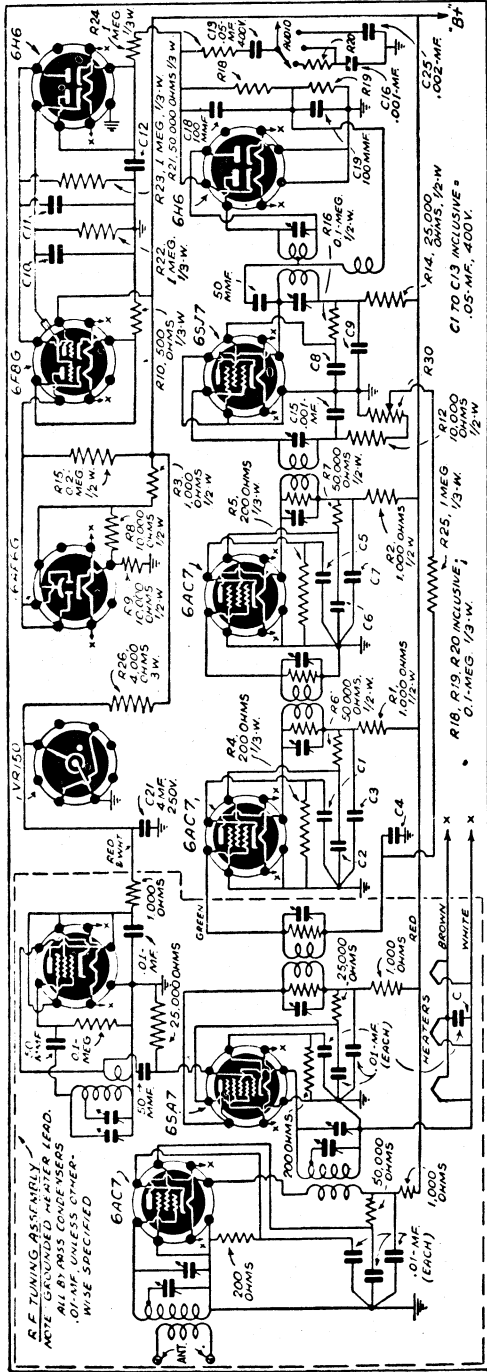 R.F. TUNING ASSEMBLY
NOTE: GROUNDED HEATER LEAD.
ALL BY PASS CONDENSERS
.01-MF. UNLESS OTHER-
WISE SPECIFIED
50
MMF.
0.1-
MEG
50
MMF.
1,000
OHMS
.01-
MF.
25,000 OHMS
RED
& WHT
C21
4-MF.
250V.
VR150
R26,
4,000
OHMS
3 W.
R9
10,000
OHMS
1/2 W
R8
10,000
OHMS
1/2 W
R15,
0.2-
MEG.
1/2 W.
R3,
1,000
OHMS
1/2 W
6F8G
C10
C11
R10, 500
OHMS
1/3-W
R22,
1 MEG.
1/3-W.
C12
R23, 1 MEG, 1/3-W.
R21, 50,000 OHMS 1/3 W
6H6
R24
1 MEG
1/3 W
ANT.
6AC7
200
OHMS
.01-MF.
(EACH)
50,000
OHMS
1,000
OHMS
6SA7
200 OHMS.
.01-MF.
(EACH)
25,000 OHMS
1,000
OHMS
GREEN
RED
HEATERS
BROWN
WHITE
C
X
X
C4
6AC7,
R4,
200 OHMS
1/3-W.
C2
C1
C3
R6
50,000
OHMS,
1/2-W.
R1,
1,000 OHMS
1/2-W
6AC7
R5,
200 OHMS
1/3-W.
C6
C5
C7
R7
50,000 OHMS
1/2-W.
R2,
1,000 OHMS
1/2 W
C15
.001-
MF.
6SJ7
C8
C9
50
MMF.
R16
0.1-MEG.
1/2-W.
R12
10,000
OHMS
1/2 W
R30
R14, 25,000
OHMS, 1/2-W
R25, 1 MEG
1/3-W.
6H6
C18
100
MMF
R18
C19
100 MMF.
R19
C13
.05-
MF.
400V.
AUDIO
R20
C16
.001-MF.
C25
.002-MF.
"B+"
R18, R19, R20 INCLUSIVE;
0.1-MEG. 1/3-W.
C1 TO C13 INCLUSIVE =
.05-MF., 400V.